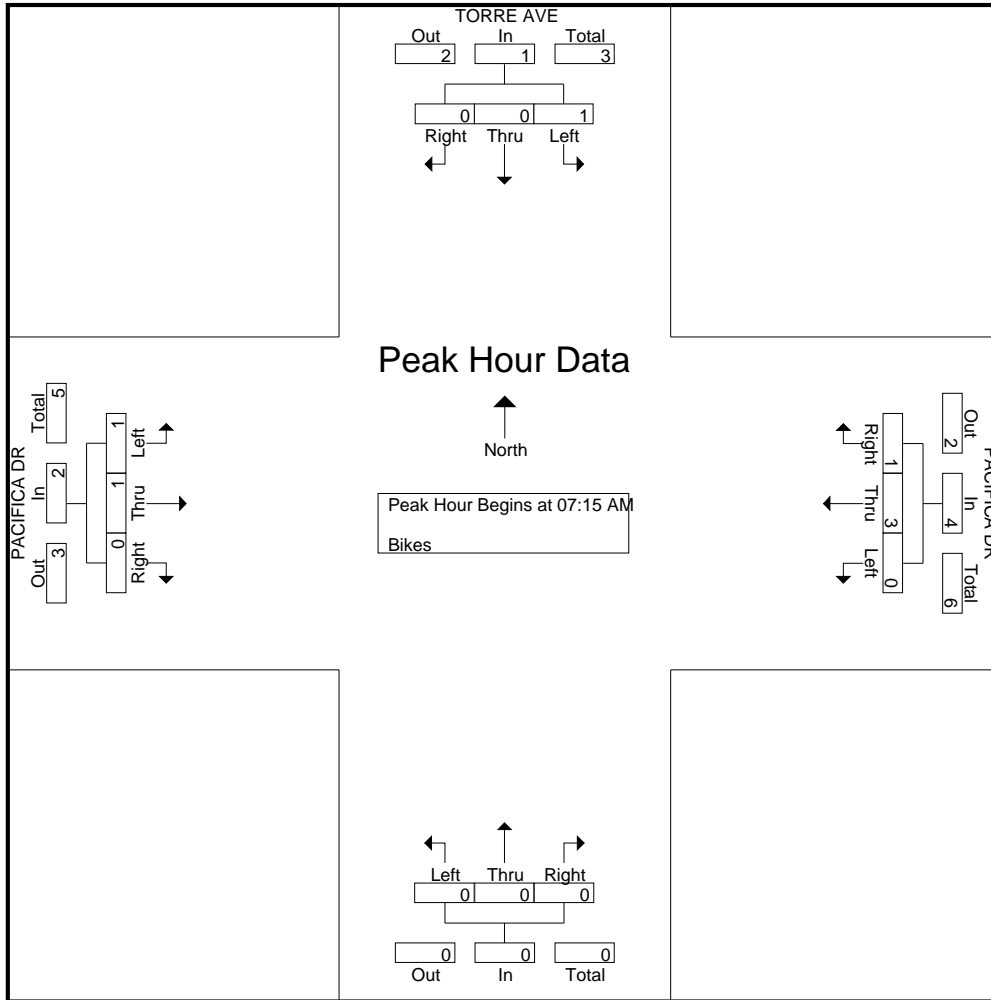 TORRE AVE
Out In Total
2 1 3
0 0 1
Right Thru Left
Peak Hour Data
North
Peak Hour Begins at 07:15 AM
Bikes
PACIFICA DR
Out In Total
3 2 5
0 1 1
Right Thru Left
PACIFICA DR
Out In Total
2 4 6
1 3 0
Right Thru Left
Left Thru Right
0 0 0
0 0 0
Out In Total